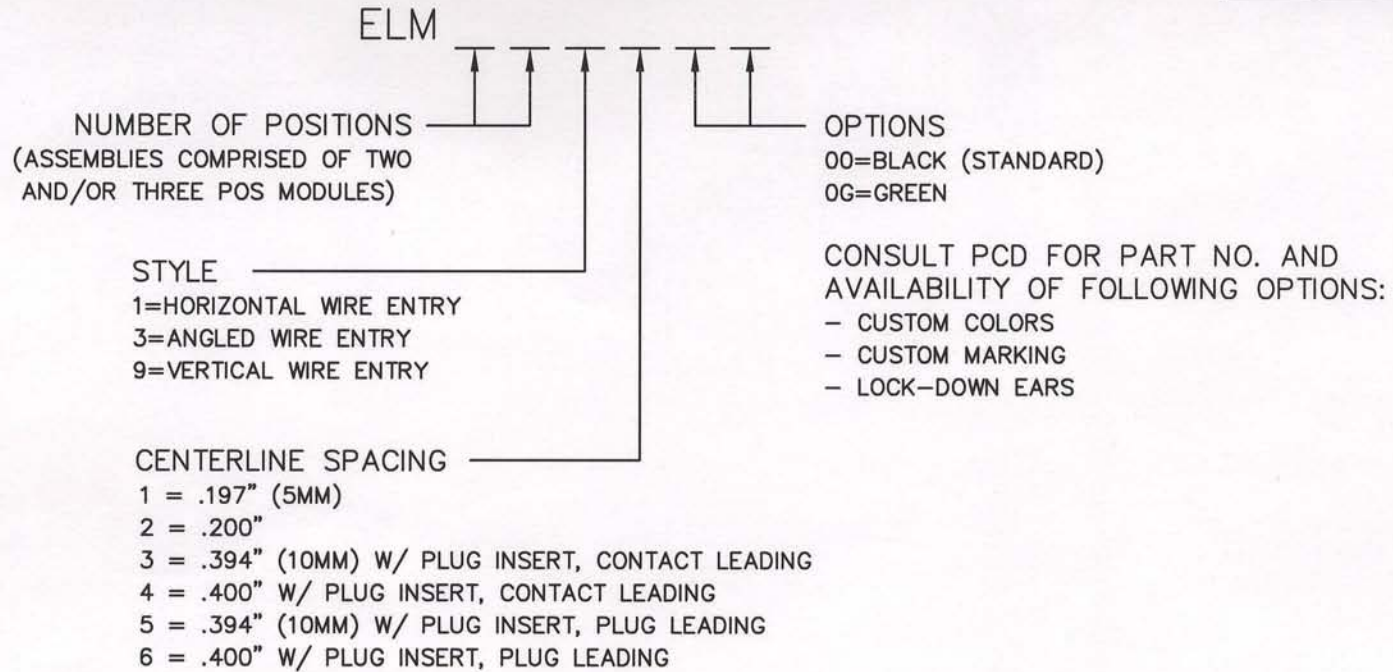 ELM
NUMBER OF POSITIONS
(ASSEMBLIES COMPRISED OF TWO
AND/OR THREE POS MODULES)
STYLE
1=HORIZONTAL WIRE ENTRY
3=ANGLED WIRE ENTRY
9=VERTICAL WIRE ENTRY
CENTERLINE SPACING
1 = .197" (5MM)
2 = .200"
3 = .394" (10MM) W/ PLUG INSERT, CONTACT LEADING
4 = .400" W/ PLUG INSERT, CONTACT LEADING
5 = .394" (10MM) W/ PLUG INSERT, PLUG LEADING
6 = .400" W/ PLUG INSERT, PLUG LEADING
OPTIONS
00=BLACK (STANDARD)
0G=GREEN
CONSULT PCD FOR PART NO. AND
AVAILABILITY OF FOLLOWING OPTIONS:
– CUSTOM COLORS
– CUSTOM MARKING
– LOCK–DOWN EARS